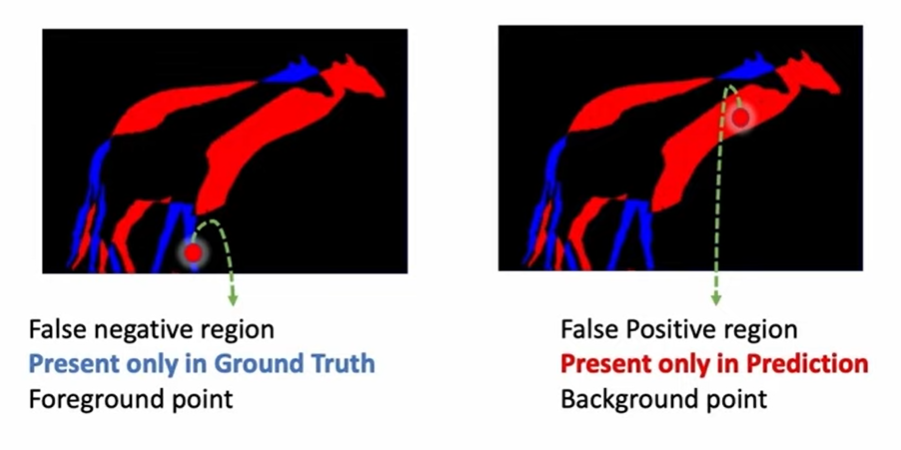 False negative region
Present only in Ground Truth
Foreground point
False Positive region
Present only in Prediction
Background point